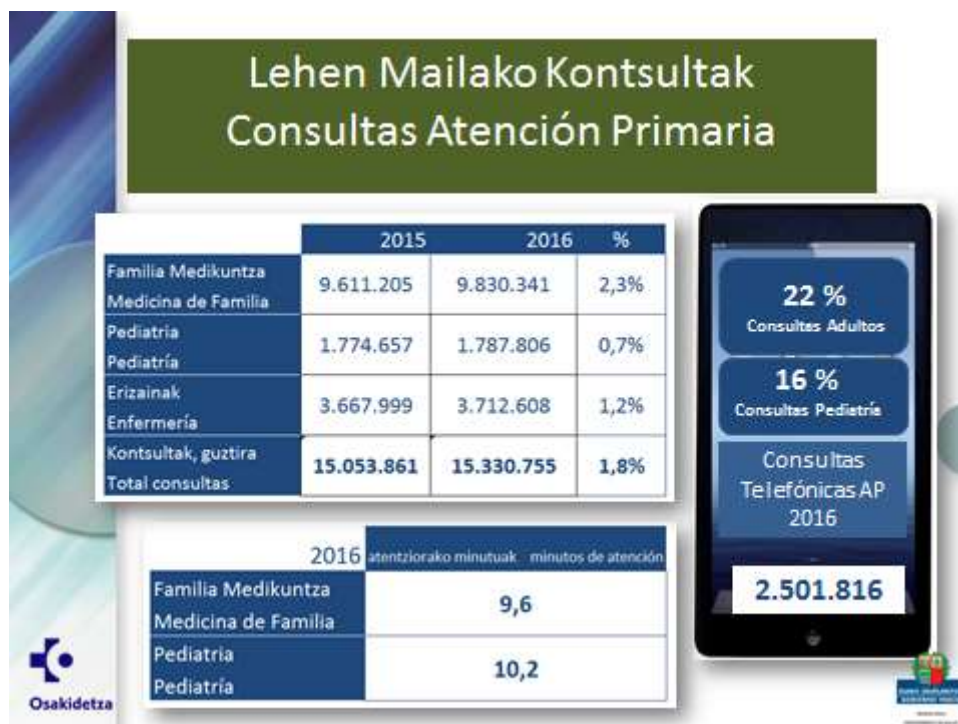 Lehen Mailako Kontsultak
Consultas Atención Primaria
2015 2016 %
Familia Medikuntza
Medicina de Familia
9.611.205 9.830.341 2,3%
Pediatria
Pediatría
1.774.657 1.787.806 0,7%
Erizainak
Enfermería
3.667.999 3.712.608 1,2%
Kontsultak, guztira
Total consultas
15.053.861 15.330.755 1,8%
2016 atentziorako minutuak minutos de atención
Familia Medikuntza
Medicina de Familia
9,6
Pediatria
Pediatría
10,2
22 %
Consultas Adultos
16 %
Consultas Pediatría
Consultas
Telefónicas AP
2016
2.501.816
Osakidetza